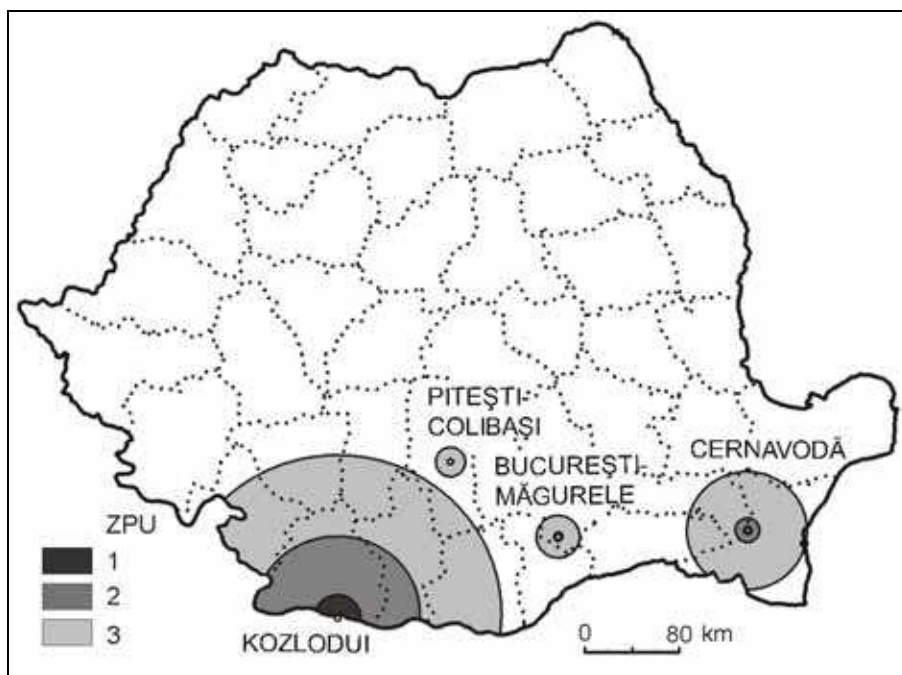 PITEŞTI-
COLIBAŞI
BUCUREŞTI-
MĂGURELE
CERNAVODĂ
ZPU
1
2
3
KOZLODUI
0 80 km